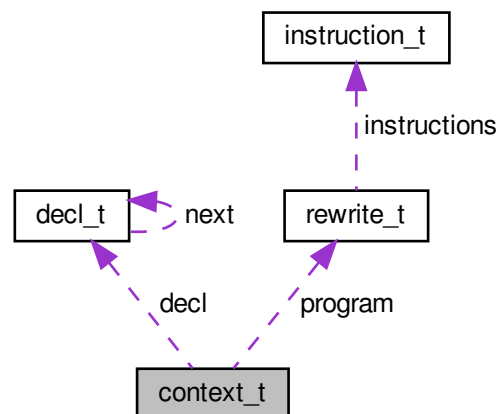 instruction_t
instructions
decl_t
next
rewrite_t
decl
program
context_t